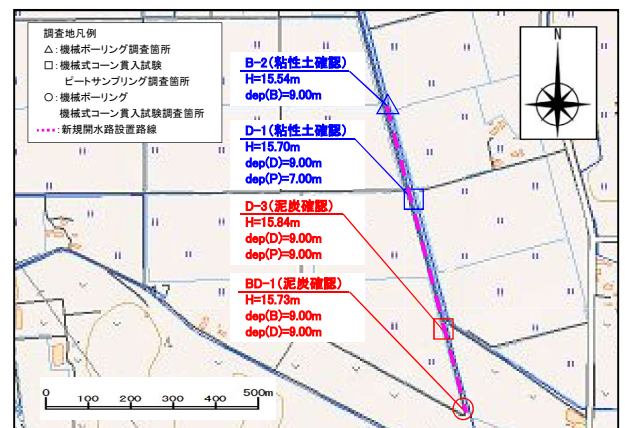 調査地凡例
△:機械ボーリング調査箇所
□:機械式コーン貫入試験
ピートサンプリング調査箇所
○:機械ボーリング
機械式コーン貫入試験調査箇所
:新規開水路設置路線
B-2(粘性土確認)
H=15.54m
dep(B)=9.00m
D-1(粘性土確認)
H=15.70m
dep(D)=9.00m
dep(P)=7.00m
D-3(泥炭確認)
H=15.84m
dep(D)=9.00m
dep(P)=9.00m
BD-1(泥炭確認)
H=15.73m
dep(B)=9.00m
dep(D)=9.00m
N
0 100 200 300 400 500m